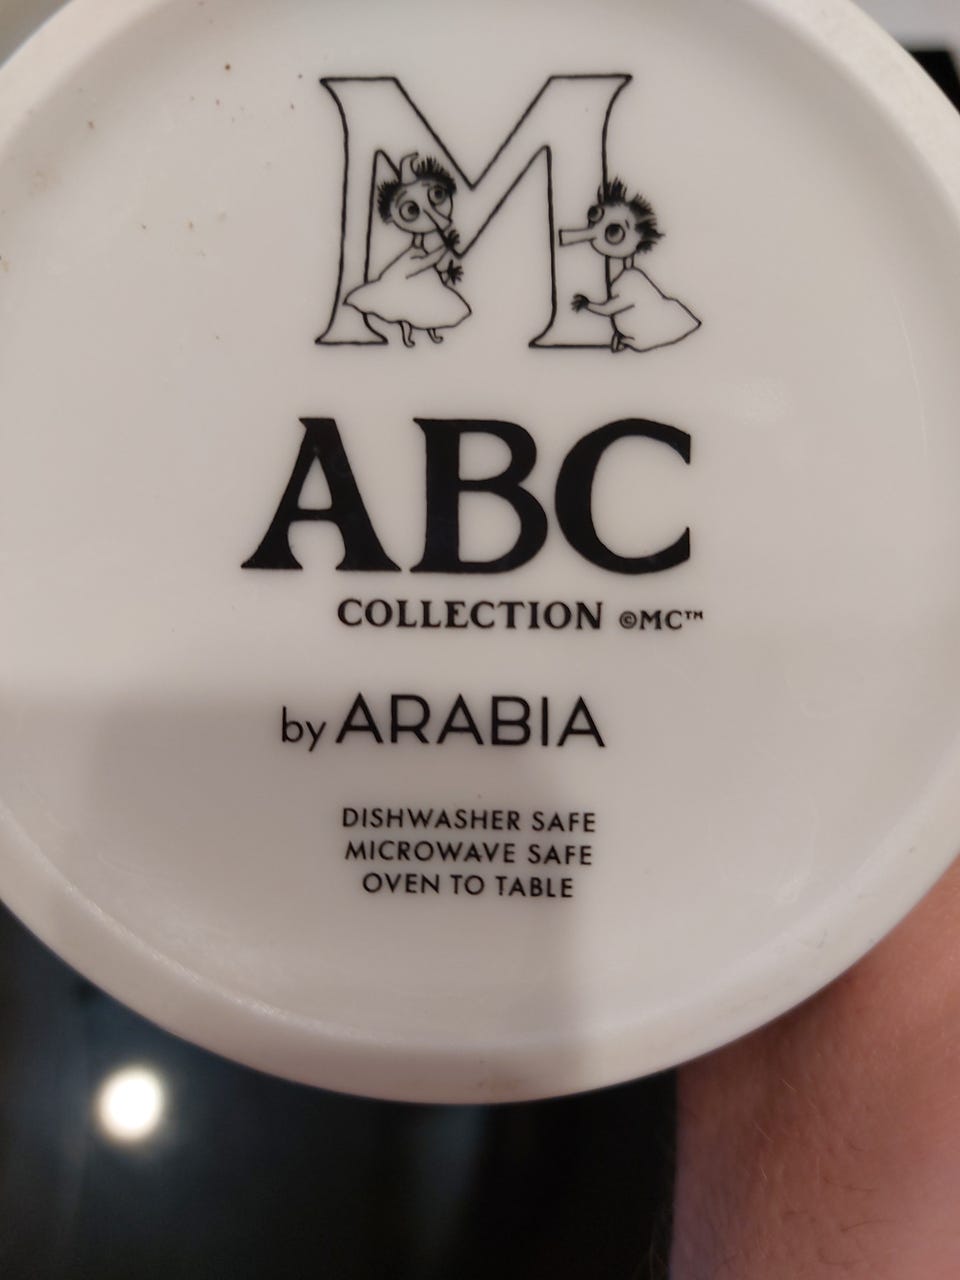 M
ABC
COLLECTION ©MC™
by ARABIA
DISHWASHER SAFE
MICROWAVE SAFE
OVEN TO TABLE